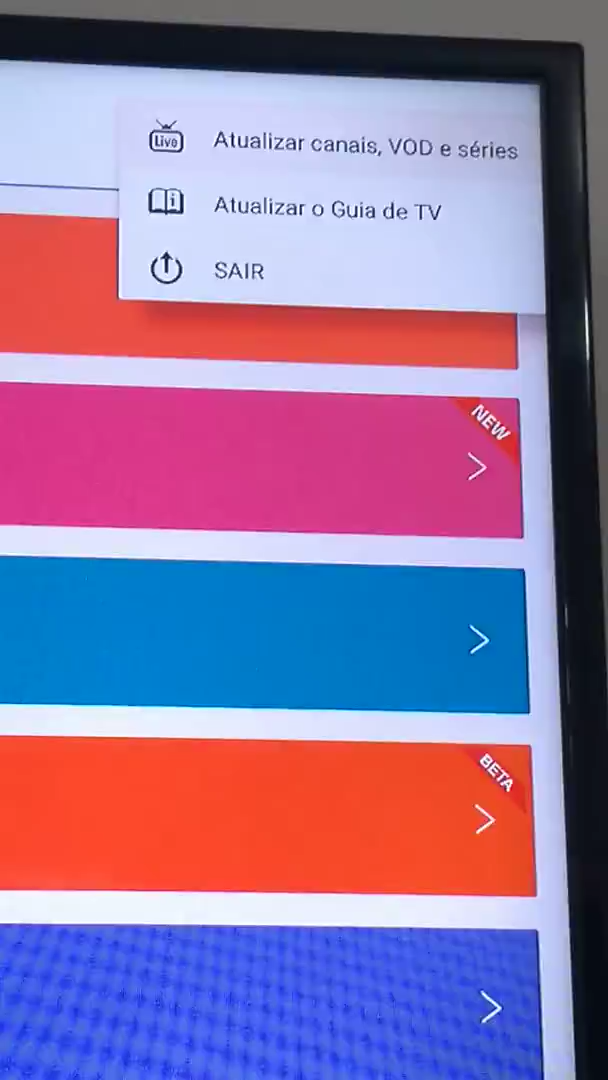 Live
Atualizar canais, VOD e séries
Atualizar o Guia de TV
SAIR
NEW
BETA